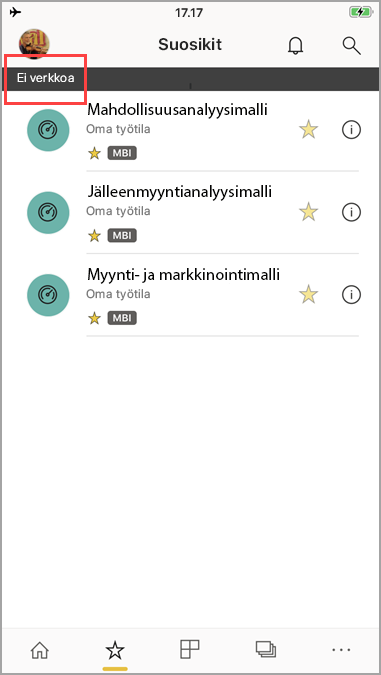 17.17
Suosikit
Ei verkkoa
Mahdollisuusanalyysimalli
Oma työtila
MBI
Jälleenmyyntianalyysimalli
Oma työtila
MBI
Myynti- ja markkinointimalli
Oma työtila
MBI